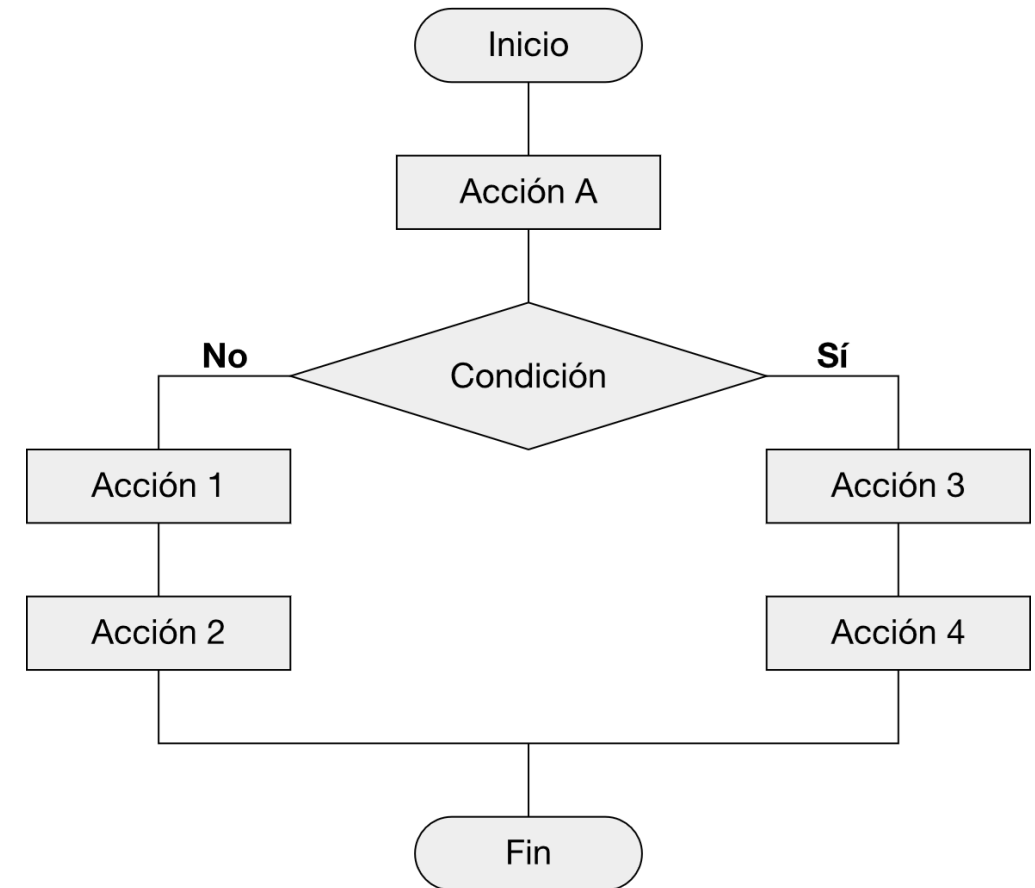 Inicio
Acción A
No
Sí
Condición
Acción 1
Acción 3
Acción 2
Acción 4
Fin